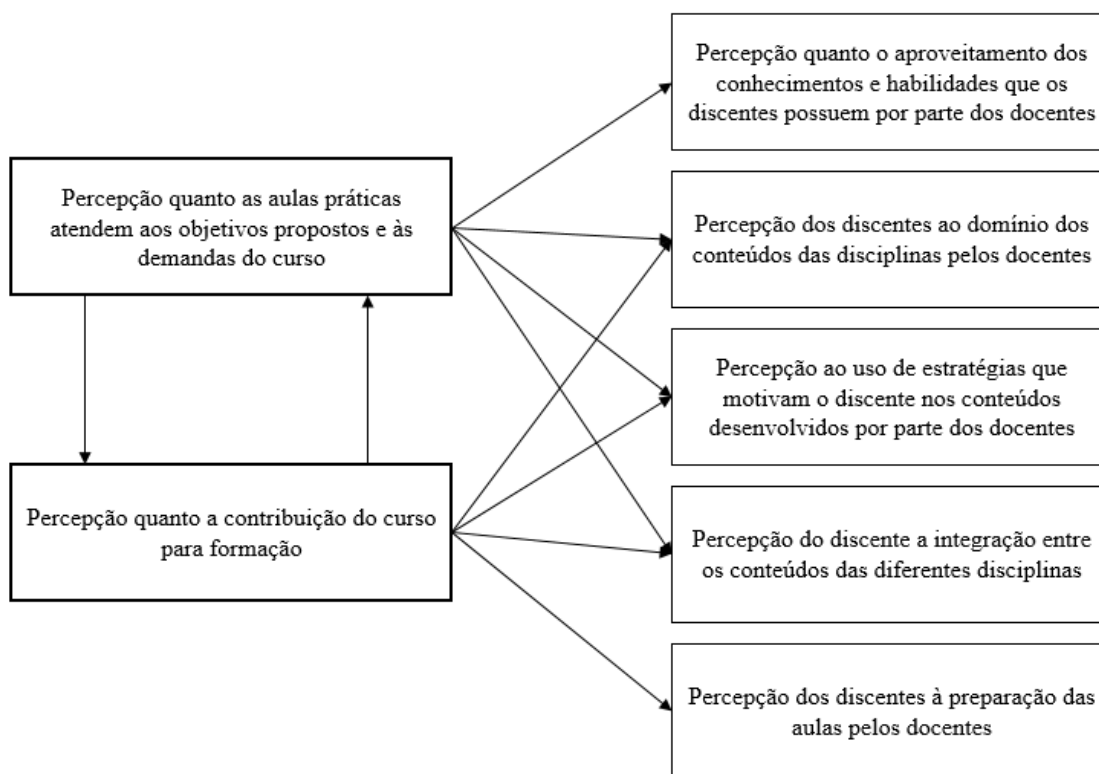 Percepção quanto as aulas práticas
atendem aos objetivos propostos e às
demandas do curso
Percepção quanto a contribuição do curso
para formação
Percepção quanto o aproveitamento dos
conhecimentos e habilidades que os
discentes possuem por parte dos docentes
Percepção dos discentes ao domínio dos
conteúdos das disciplinas pelos docentes
Percepção ao uso de estratégias que
motivam o discente nos conteúdos
desenvolvidos por parte dos docentes
Percepção do discente a integração entre
os conteúdos das diferentes disciplinas
Percepção dos discentes à preparação das
aulas pelos docentes